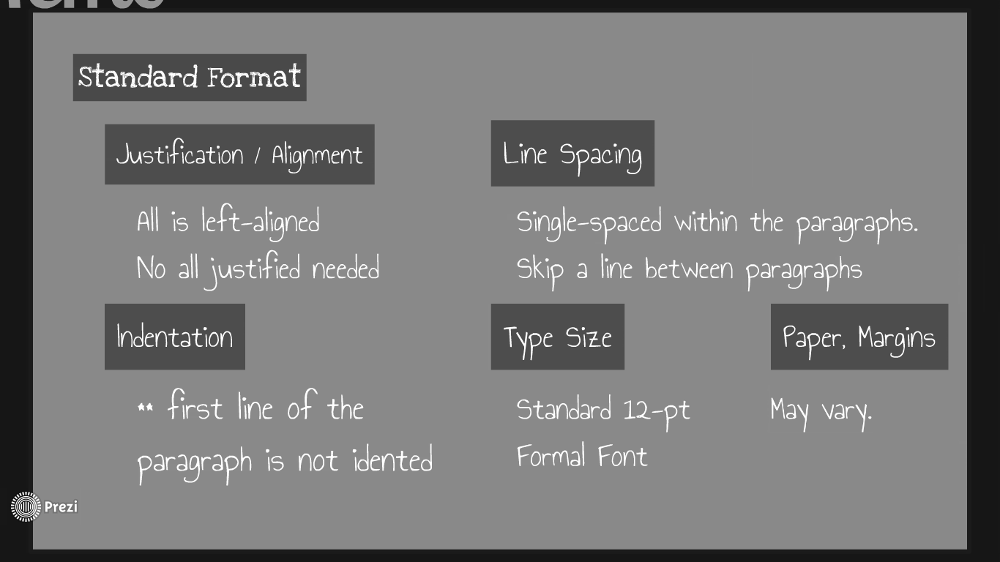 Standard Format
Justification / Alignment
All is left-aligned
No all justified needed
Line Spacing
Single-spaced within the paragraphs.
Skip a line between paragraphs
Indentation
** first line of the
paragraph is not idented
Type Size
Standard 12-pt
Formal Font
Paper, Margins
May vary.
Prezi